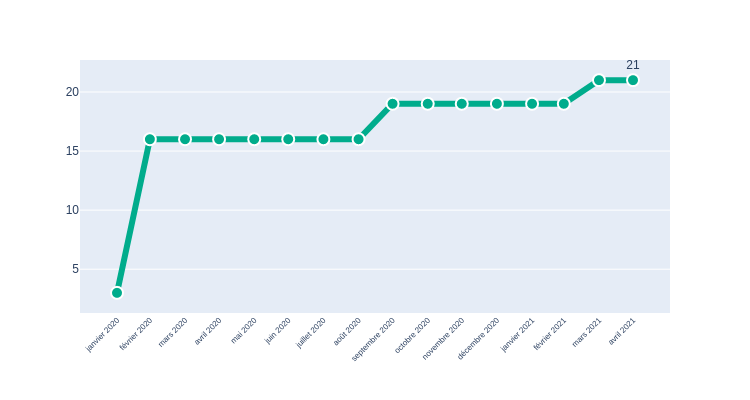 21
20
15
10
5
janvier 2020
février 2020
mars 2020
avril 2020
mai 2020
juin 2020
juillet 2020
août 2020
septembre 2020
octobre 2020
novembre 2020
décembre 2020
janvier 2021
février 2021
mars 2021
avril 2021